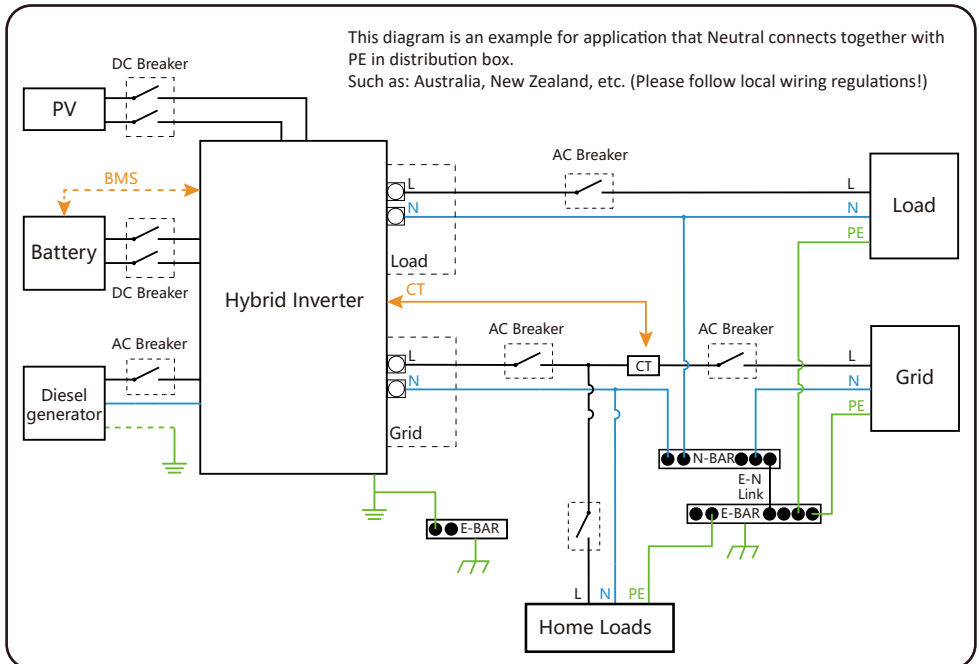 This diagram is an example for application that Neutral connects together with
PE in distribution box.
Such as: Australia, New Zealand, etc. (Please follow local wiring regulations!)
DC Breaker
PV
BMS
Battery
DC Breaker
AC Breaker
Diesel
generator
Hybrid Inverter
L
N
Load
CT
L
N
Grid
AC Breaker
L
N
PE
Load
AC Breaker
CT
AC Breaker
L
N
PE
Grid
N-BAR
E-N
Link
E-BAR
E-BAR
L
N
PE
Home Loads